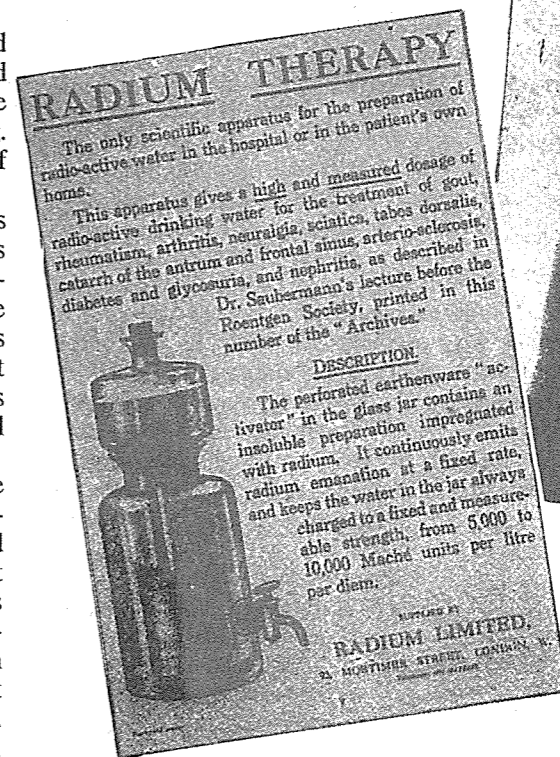 RADIUM THERAPY
The only scientific apparatus for the preparation of
radio-active water in the hospital or in the patient's own
home.
This apparatus gives a high and measured dosage of
radio-active drinking water for the treatment of gout,
rheumatism, arthritis, neuralgia, sciatica, tabes dorsalis,
catarrh of the antrum and frontal sinus, arterio-sclerosis,
diabetes and glycosuria, and nephritis, as described in
Dr. Saubermann's lecture before the
Roentgen Society, printed in this
number of the "Archives."
DESCRIPTION.
The perforated earthenware "ac-
tivator" in the glass jar contains an
insoluble preparation impregnated
with radium. It continuously emits
radium emanation at a fixed rate,
and keeps the water in the jar always
charged to a fixed and measure-
able strength, from 5,000 to
10,000 Maché units per litre
per diem.
SUPPLIED BY
RADIUM LIMITED,
MORTIMER STREET, LONDON, W.